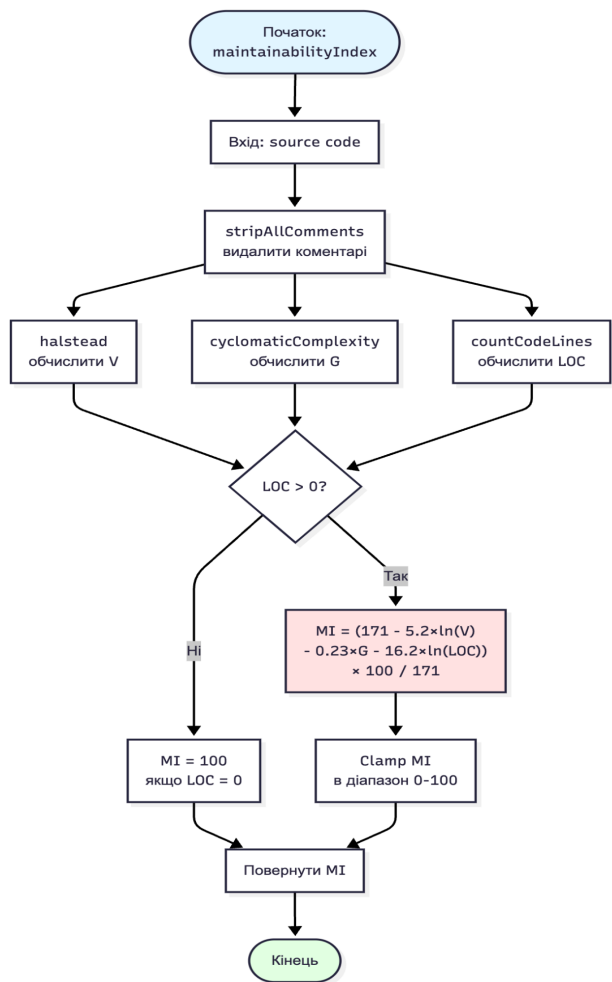 Початок:
maintainabilityIndex
Вхід: source code
stripAllComments
видалити коментарі
halstead
обчислити V
cyclomaticComplexity
обчислити G
countCodeLines
обчислити LOC
LOC > 0?
Так
MI = (171 - 5.2×ln(V)
- 0.23×G - 16.2×ln(LOC))
× 100 / 171
Ні
MI = 100
якщо LOC = 0
Clamp MI
в діапазон 0-100
Повернути MI
Кінець